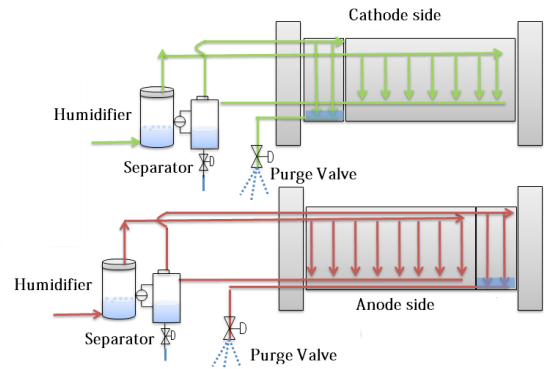 Cathode side
Humidifier
Separator
Purge Valve
Humidifier
Anode side
Separator
Purge Valve